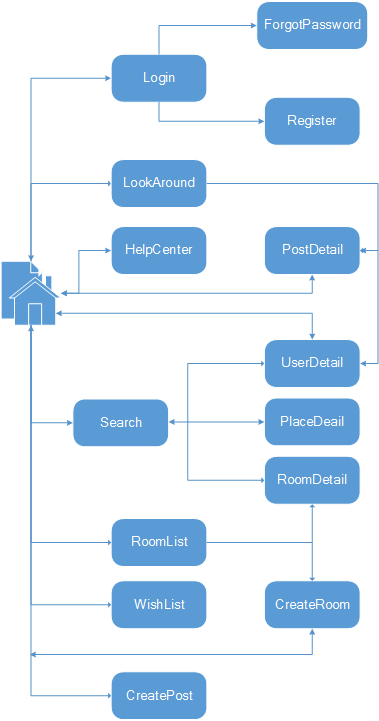 ForgotPassword
Login
Register
LookAround
HelpCenter
PostDetail
UserDetail
Search
PlaceDeail
RoomDetail
RoomList
WishList
CreateRoom
CreatePost